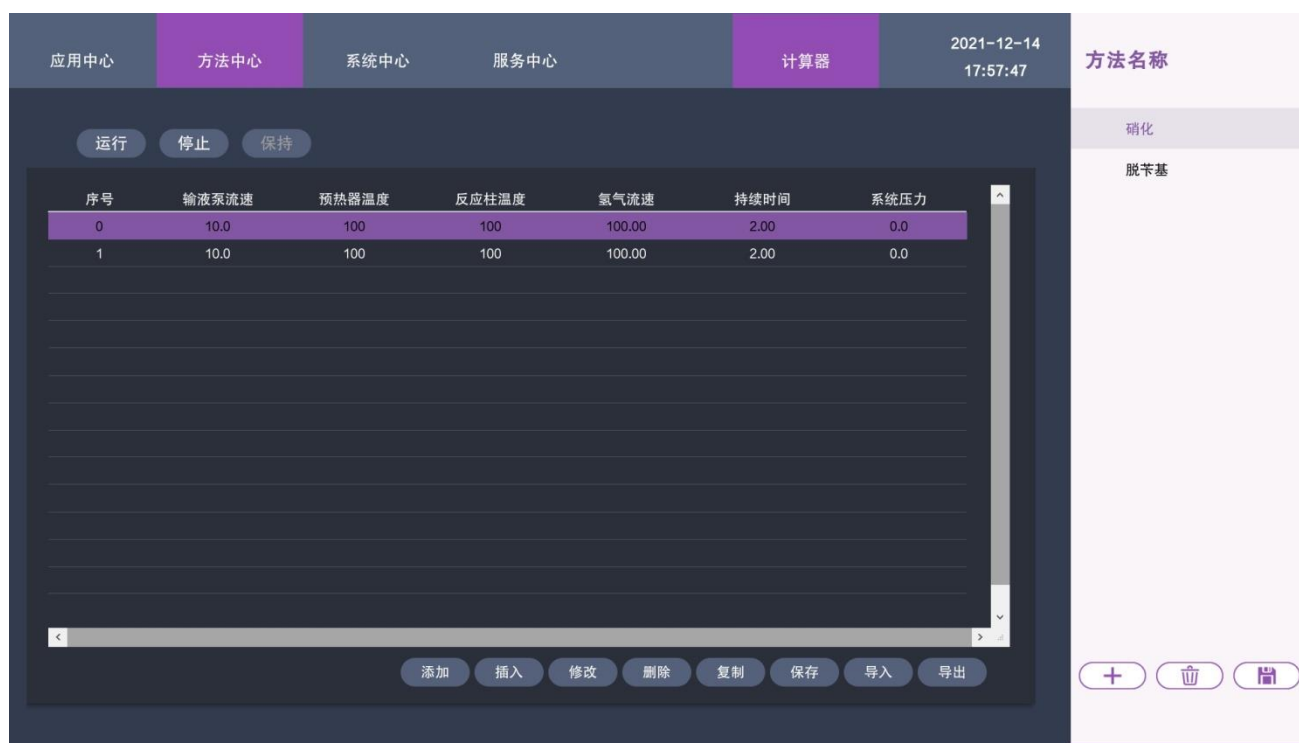 应用中心 方法中心 系统中心 服务中心 计算器 2021-12-14
17:57:47
方法名称
运行 停止 保持
硝化
脱苄基
序号 输液泵流速 预热器温度 反应柱温度 氢气流速 持续时间 系统压力
0 10.0 100 100 100.00 2.00 0.0
1 10.0 100 100 100.00 2.00 0.0
添加 插入 修改 删除 复制 保存 导入 导出